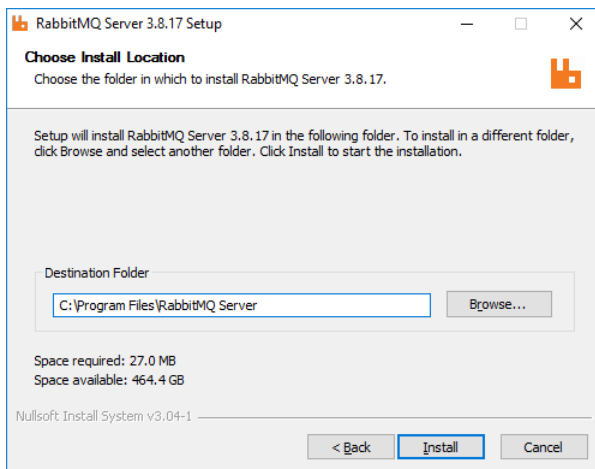 RabbitMQ Server 3.8.17 Setup
Choose Install Location
Choose the folder in which to install RabbitMQ Server 3.8.17.
Setup will install RabbitMQ Server 3.8.17 in the following folder. To install in a different folder,
click Browse and select another folder. Click Install to start the installation.
Destination Folder
C:\Program Files\RabbitMQ Server
Browse...
Space required: 27.0 MB
Space available: 464.4 GB
Nullsoft Install System v3.04-1
< Back Install Cancel